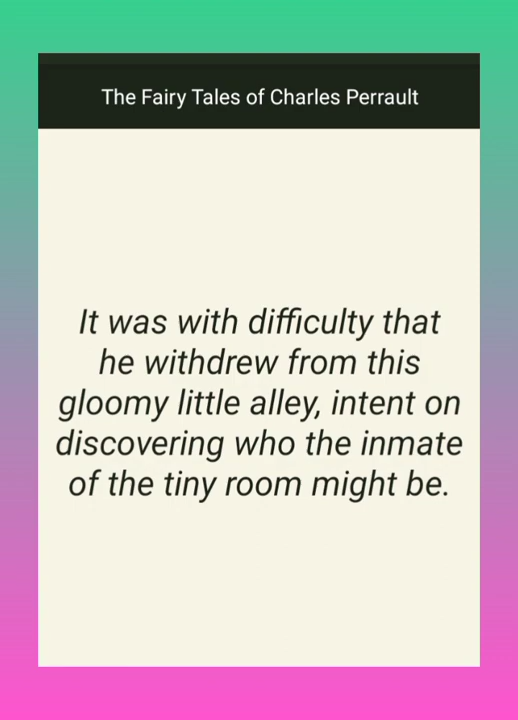 The Fairy Tales of Charles Perrault
It was with difficulty that
he withdrew from this
gloomy little alley, intent on
discovering who the inmate
of the tiny room might be.